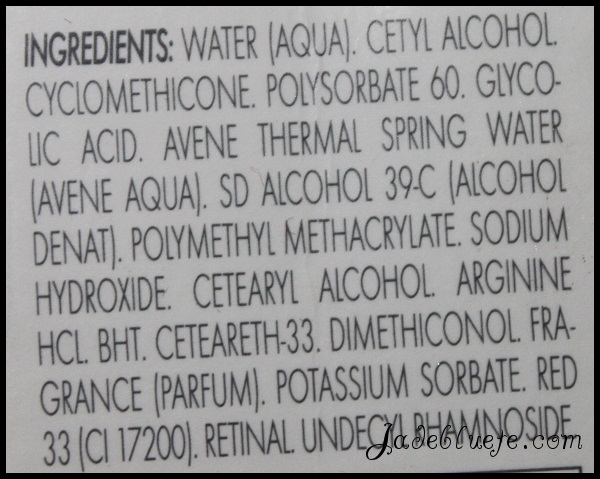 INGREDIENTS: WATER (AQUA). CETYL ALCOHOL.
CYCLOMETHICONE. POLYSORBATE 60. GLYCO-
LIC ACID. AVENE THERMAL SPRING WATER
(AVENE AQUA). SD ALCOHOL 39-C (ALCOHOL
DENAT). POLYMETHYL METHACRYLATE. SODIUM
HYDROXIDE. CETEARYL ALCOHOL. ARGININE
HCL. BHT. CETEARETH-33. DIMETHICONOL. FRA-
GRANCE (PARFUM). POTASSIUM SORBATE. RED
33 (CI 17200). RETINAL. UNDECYL RHAMNOSIDE.
Jadebluete.com